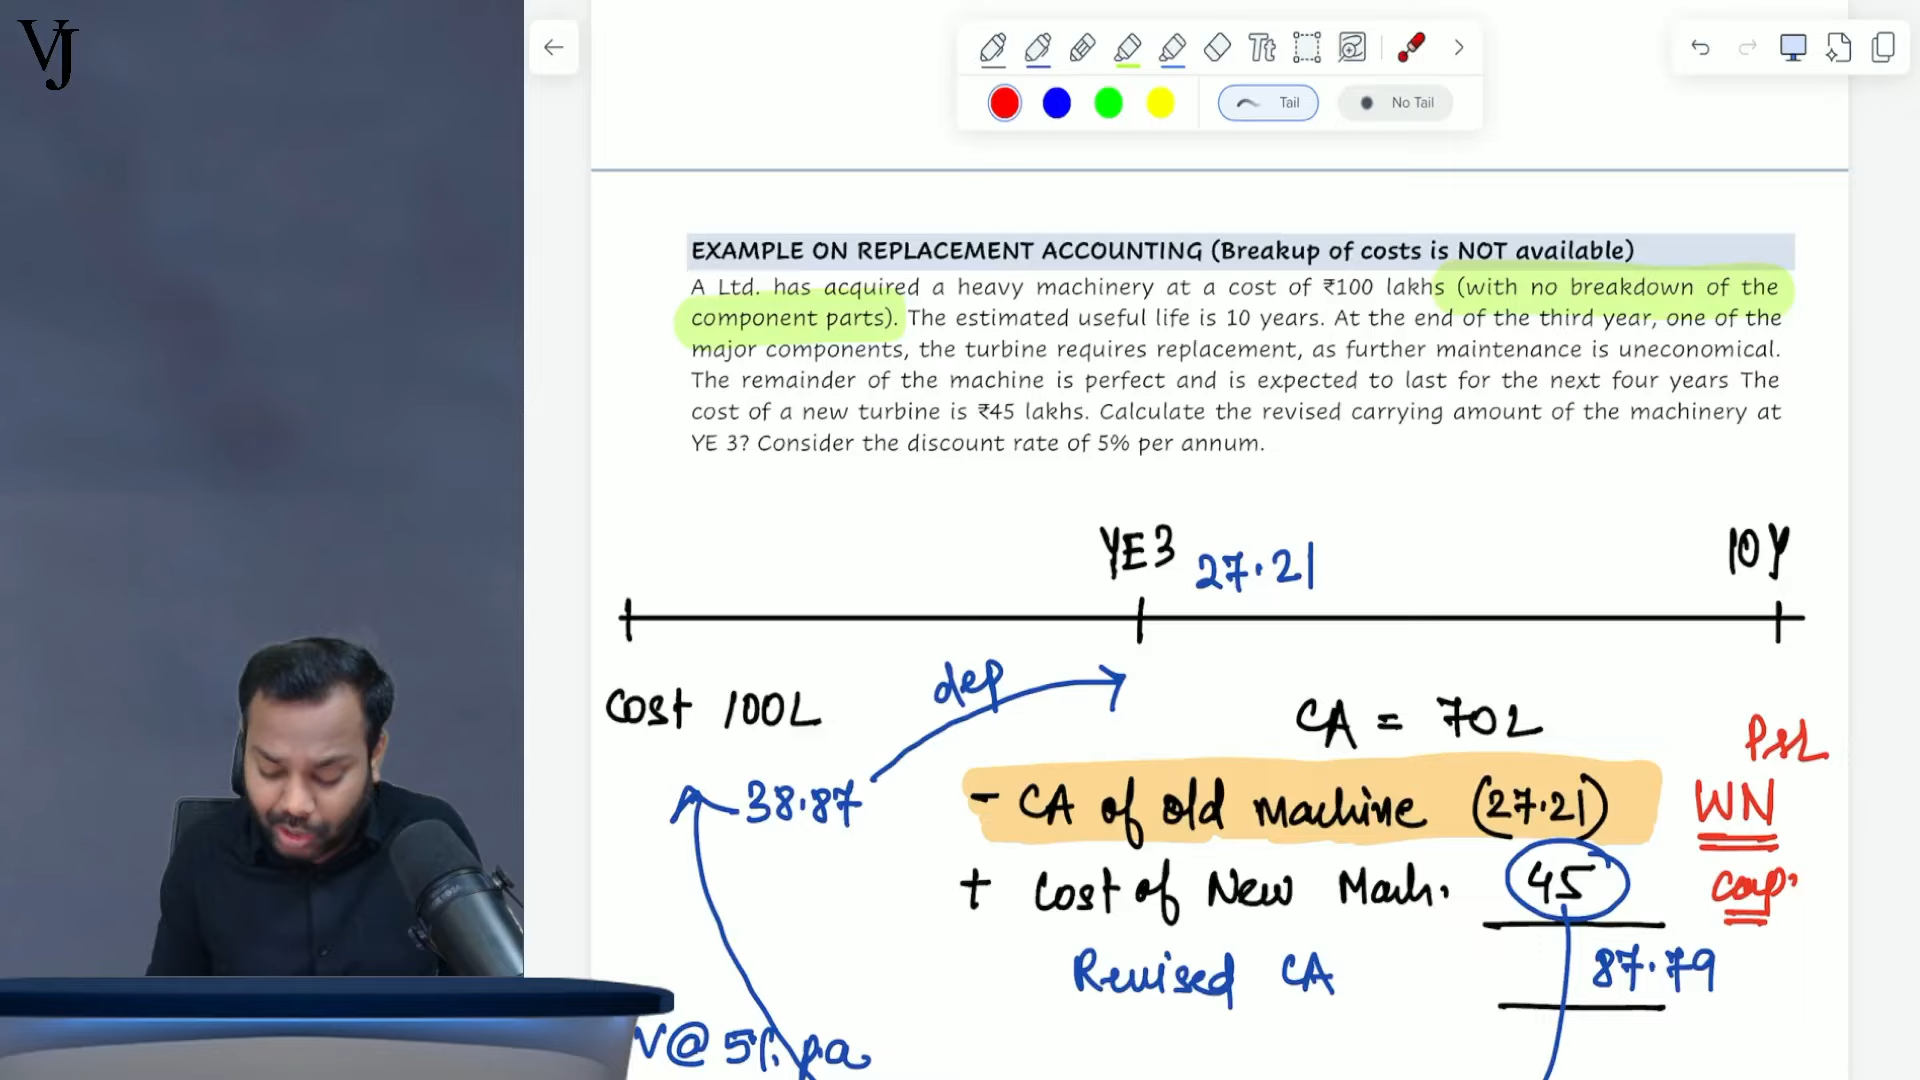 VJ
Tt
Tail
No Tail
EXAMPLE ON REPLACEMENT ACCOUNTING (Breakup of costs is NOT available)
A Ltd. has acquired a heavy machinery at a cost of ₹100 lakhs (with no breakdown of the
component parts). The estimated useful life is 10 years. At the end of the third year, one of the
major components, the turbine requires replacement, as further maintenance is uneconomical.
The remainder of the machine is perfect and is expected to last for the next four years The
cost of a new turbine is ₹45 lakhs. Calculate the revised carrying amount of the machinery at
YE 3? Consider the discount rate of 5% per annum.
YE3 27.21 10Y
dep
Cost 100L CA = 70L
P&L
38.87 - CA of old Machine (27.21) WN
+ Cost of New Mach. 45 Cap.
Revised CA 87.79
V@ 5% p.a